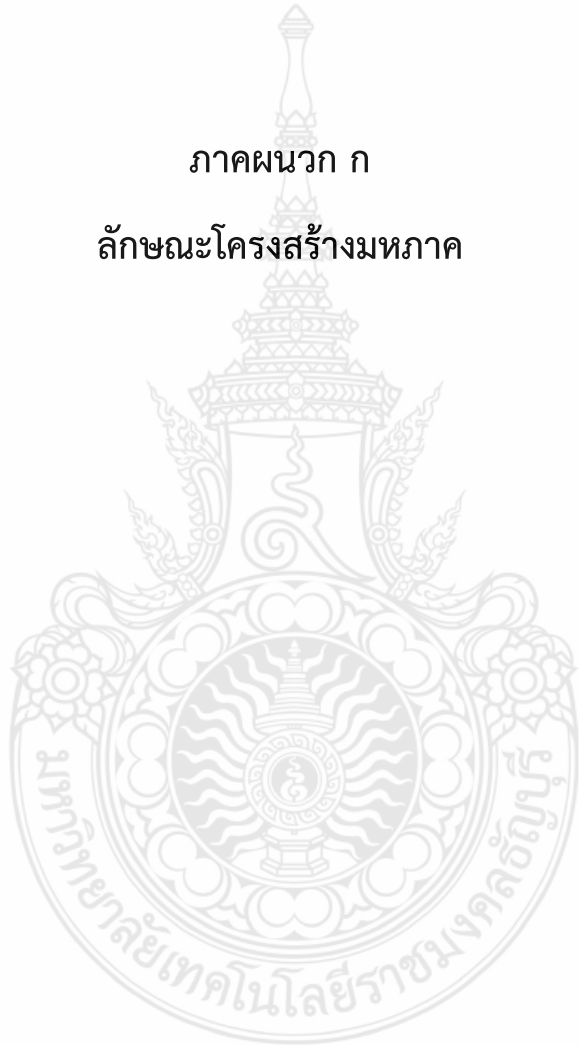 ภาคผนวก ก
ลักษณะโครงสร้างมหภาค
มหาวิทยาลัยเทคโนโลยีราชมงคลธัญบุรี